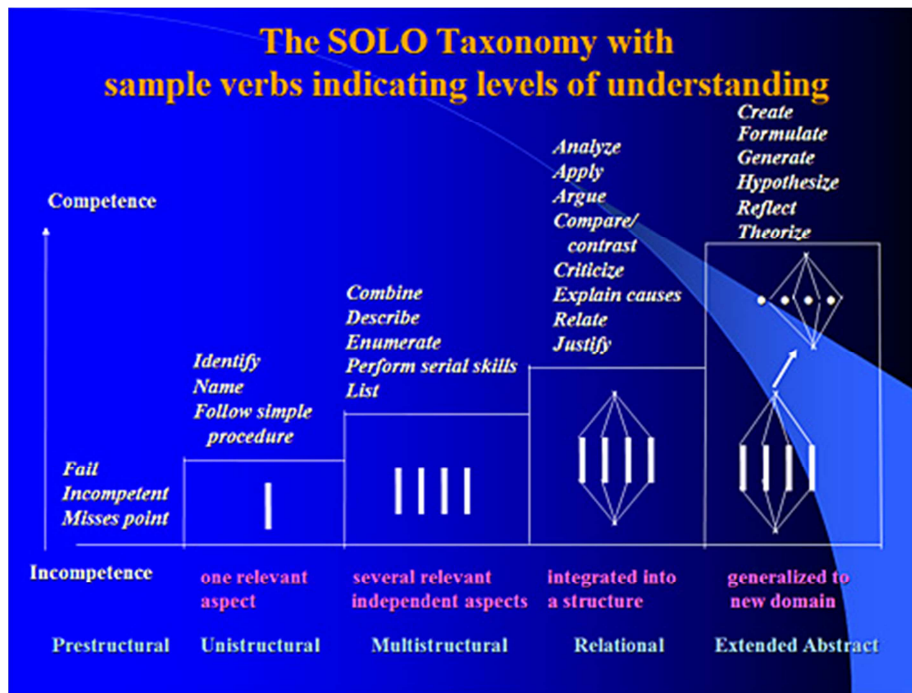 The SOLO Taxonomy with
sample verbs indicating levels of understanding
Competence
Incompetence
Fail
Incompetent
Misses point
Identify
Name
Follow simple
procedure
Combine
Describe
Enumerate
Perform serial skills
List
Analyze
Apply
Argue
Compare/
contrast
Criticize
Explain causes
Relate
Justify
Create
Formulate
Generate
Hypothesize
Reflect
Theorize
one relevant
aspect
several relevant
independent aspects
integrated into
a structure
generalized to
new domain
Prestructural
Unistructural
Multistructural
Relational
Extended Abstract